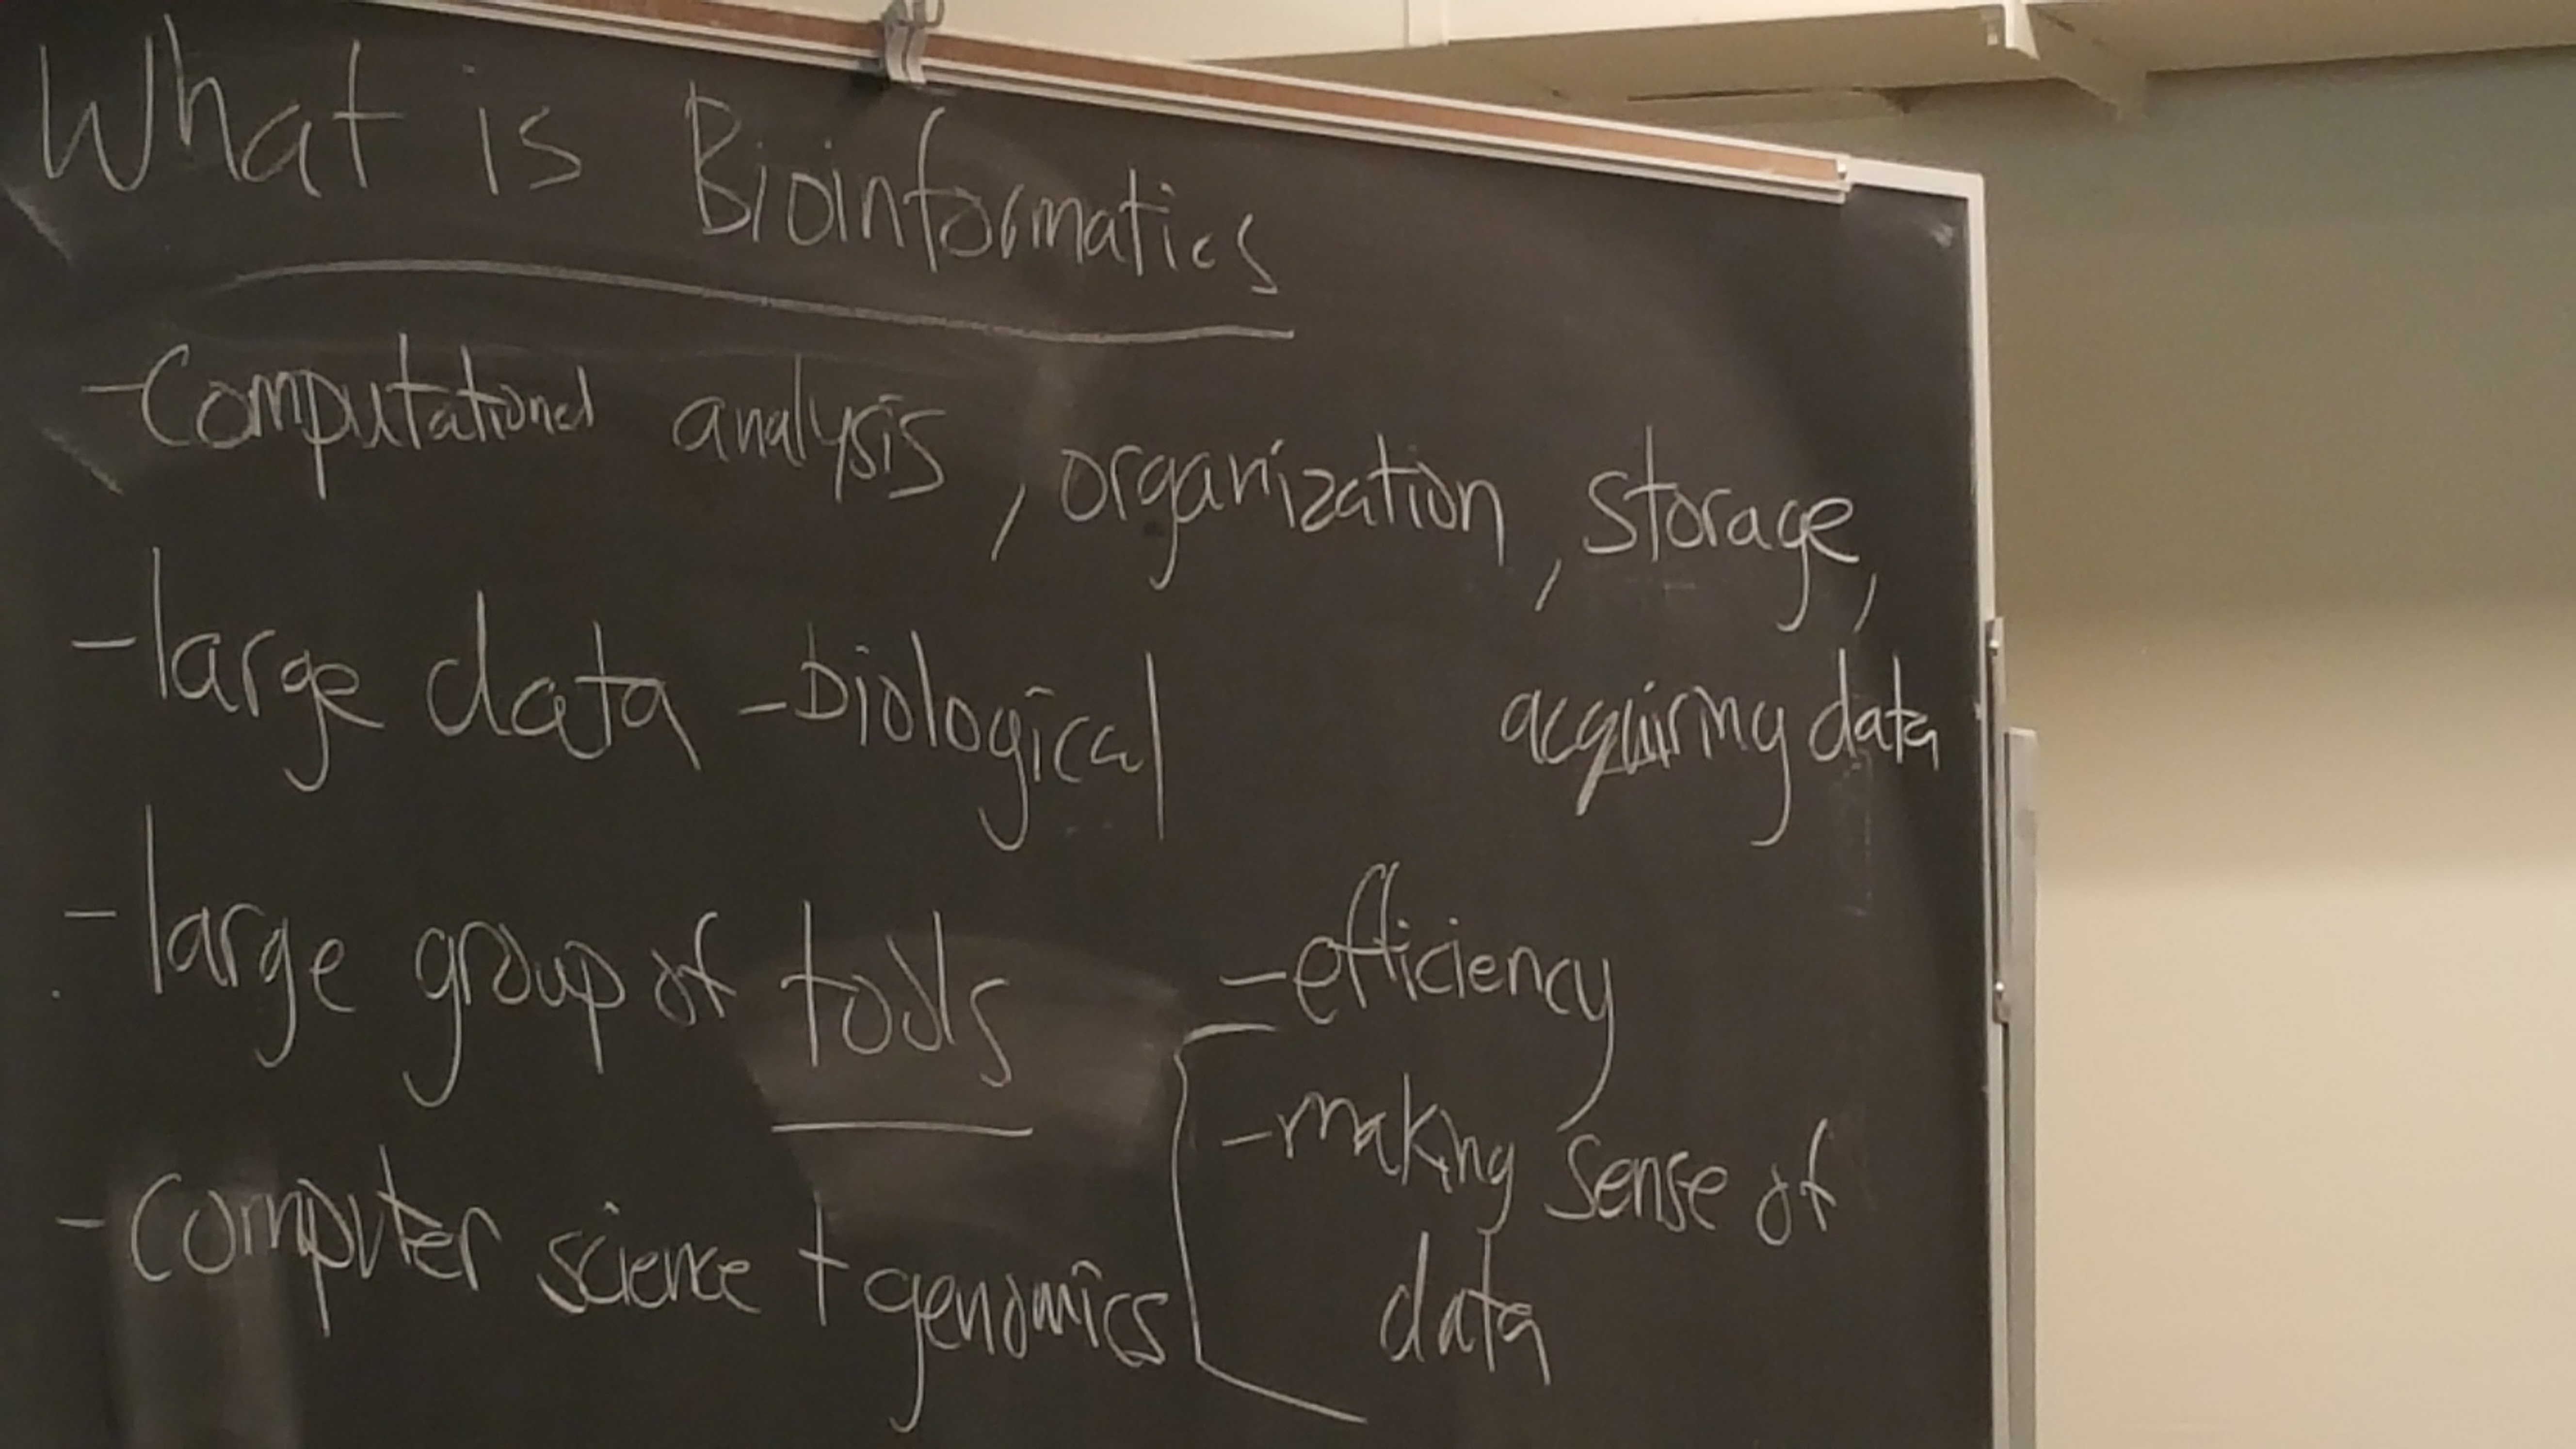 What is Bioinformatics
- Computational analysis, organization, storage,
acquiring data
- large data - biological
- large group of tools
- efficiency
- making sense of
data
- computer science + genomics